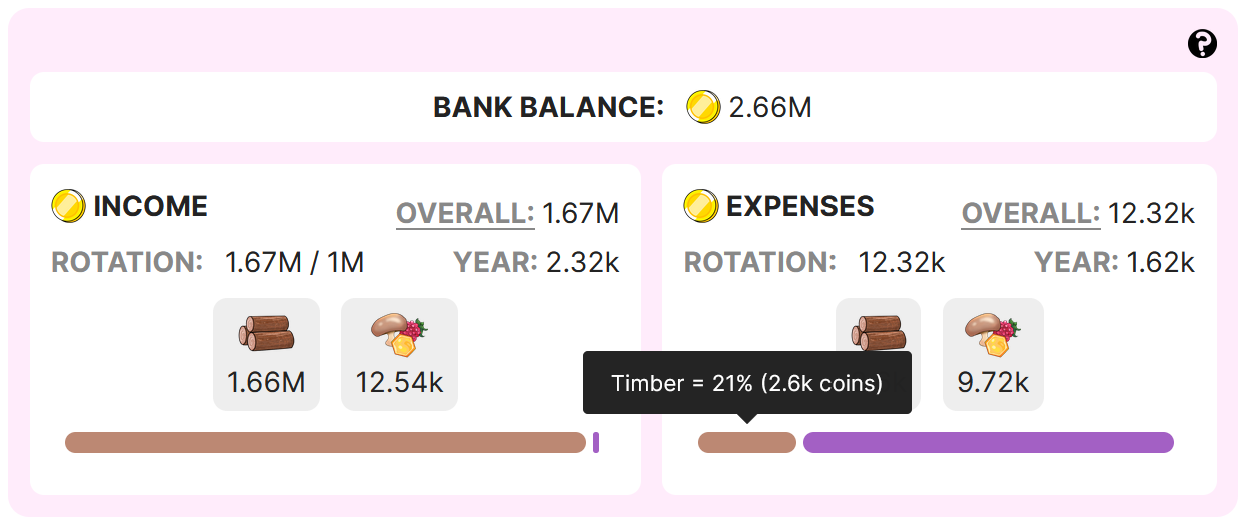 ?
BANK BALANCE: 2.66M
INCOME
OVERALL: 1.67M
ROTATION: 1.67M / 1M
YEAR: 2.32k
1.66M
12.54k
EXPENSES
OVERALL: 12.32k
ROTATION: 12.32k
YEAR: 1.62k
9.72k
Timber = 21% (2.6k coins)